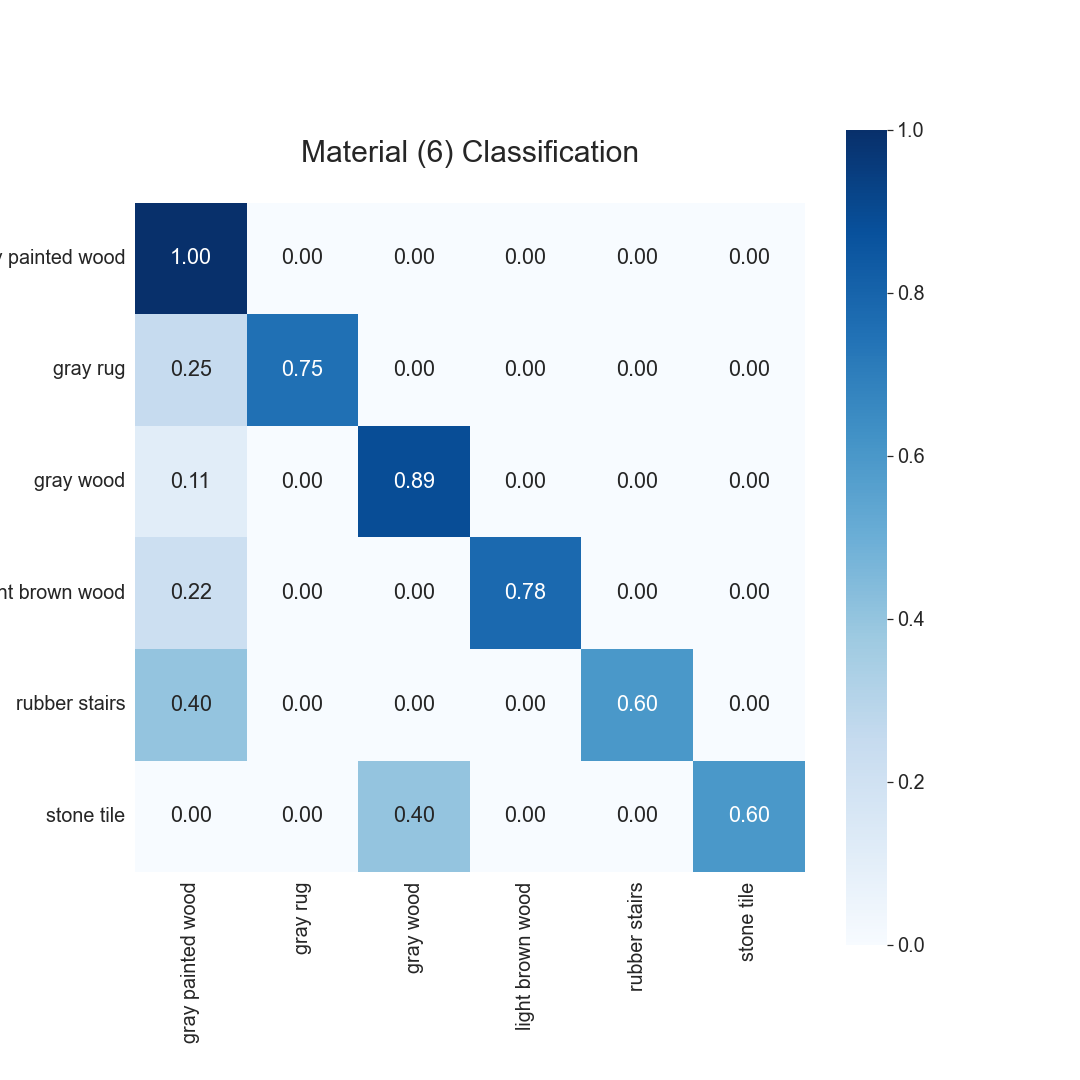 Material (6) Classification
1.0
y painted wood 1.00 0.00 0.00 0.00 0.00 0.00
0.8
gray rug 0.25 0.75 0.00 0.00 0.00 0.00
gray wood 0.11 0.00 0.89 0.00 0.00 0.00
0.6
ht brown wood 0.22 0.00 0.00 0.78 0.00 0.00
0.4
rubber stairs 0.40 0.00 0.00 0.00 0.60 0.00
0.2
stone tile 0.00 0.00 0.40 0.00 0.00 0.60
0.0
gray painted wood
gray rug
gray wood
light brown wood
rubber stairs
stone tile